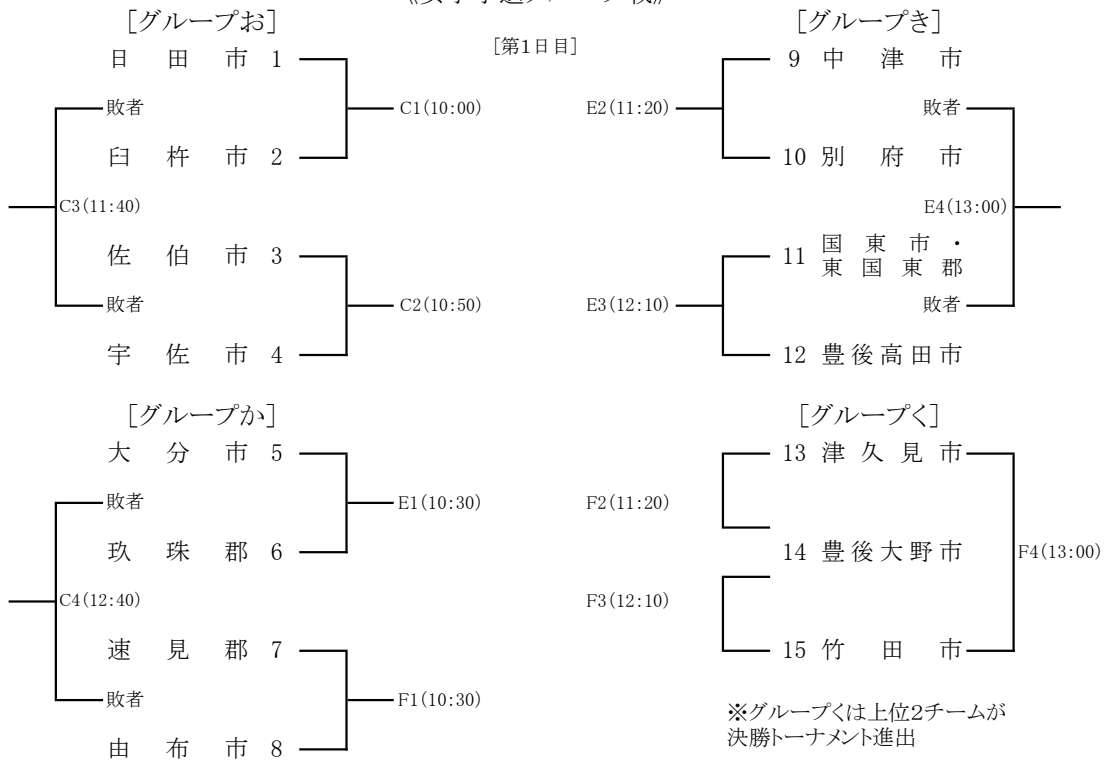 [グループお]
[第1日目]
日田市 1
敗者
C1(10:00)
臼杵市 2
C3(11:40)
佐伯市 3
敗者
C2(10:50)
宇佐市 4
[グループき]
9 中津市
E2(11:20)
敗者
10 別府市
E4(13:00)
11 国東市・
東国東郡
E3(12:10)
敗者
12 豊後高田市
[グループか]
大分市 5
敗者
E1(10:30)
玖珠郡 6
C4(12:40)
速見郡 7
敗者
F1(10:30)
由布市 8
[グループく]
13 津久見市
F2(11:20)
14 豊後大野市
F4(13:00)
F3(12:10)
15 竹田市
※グループくは上位2チームが
決勝トーナメント進出